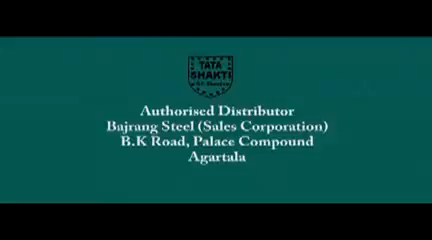 TATA
SHAKTI
Authorised Distributor
Bajrang Steel (Sales Corporation)
B.K Road, Palace Compound
Agartala